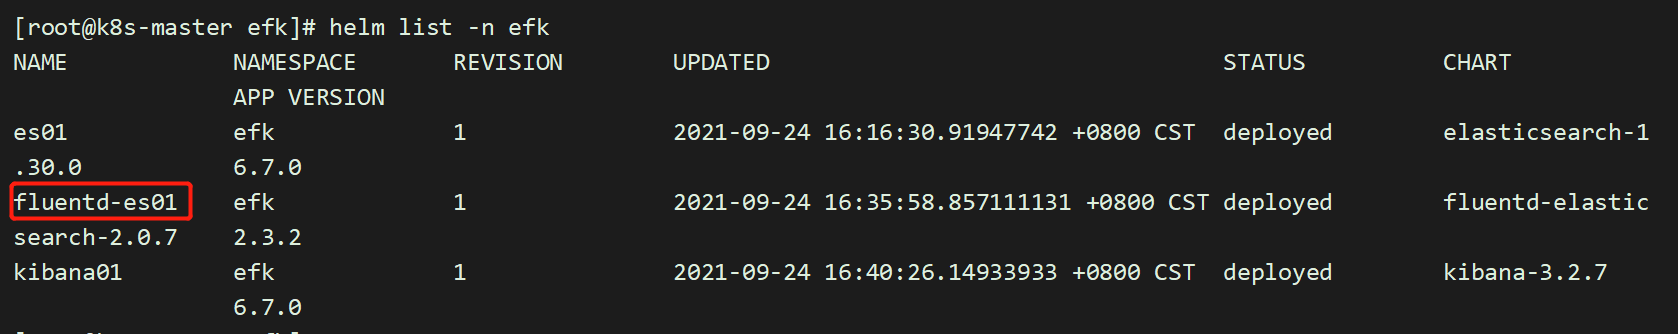 [root@k8s-master efk]# helm list -n efk
NAME NAMESPACE REVISION UPDATED STATUS CHART
APP VERSION
es01 efk 1 2021-09-24 16:16:30.91947742 +0800 CST deployed elasticsearch-1
.30.0 6.7.0
fluentd-es01 efk 1 2021-09-24 16:35:58.857111131 +0800 CST deployed fluentd-elastic
search-2.0.7 2.3.2
kibana01 efk 1 2021-09-24 16:40:26.14933933 +0800 CST deployed kibana-3.2.7
6.7.0